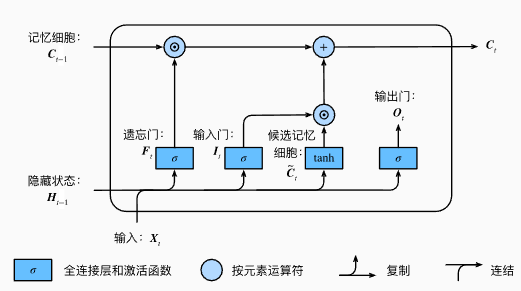 记忆细胞：
C_{t-1}
⊙
+
C_t
⊙
输出门：
O_t
遗忘门：
F_t
σ
输入门：
I_t
σ
候选记忆
细胞：
C̃_t
tanh
σ
隐藏状态：
H_{t-1}
输入：X_t
σ 全连接层和激活函数
按元素运算符
复制
连结